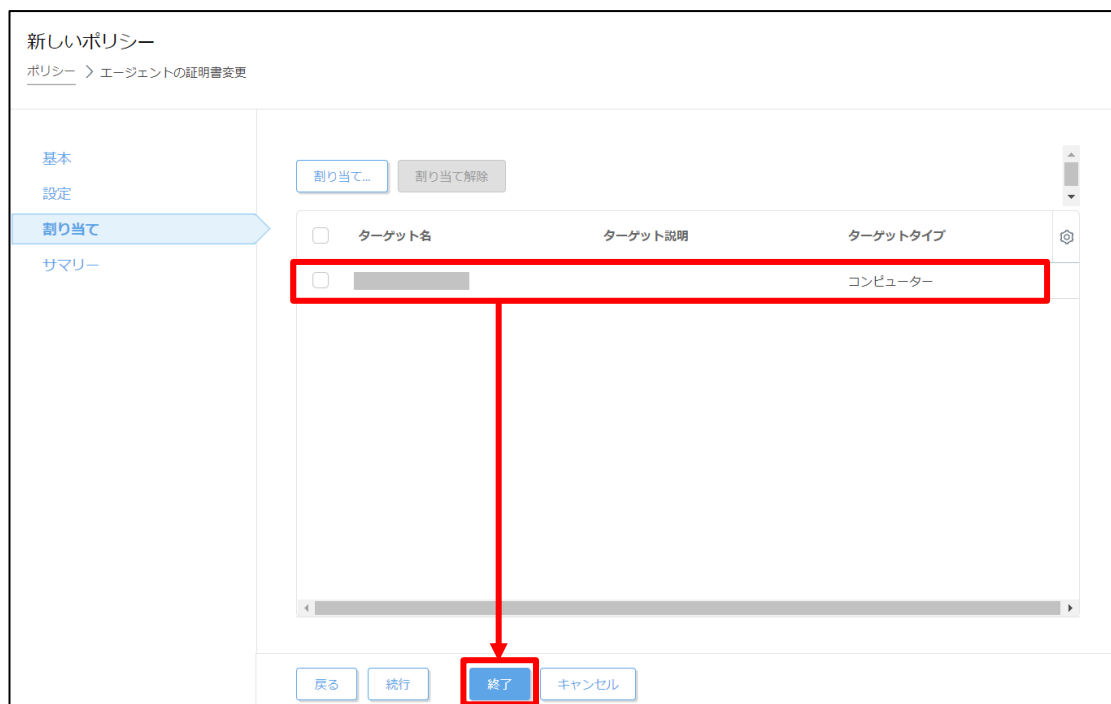 新しいポリシー
ポリシー > エージェントの証明書変更
基本
設定
割り当て
サマリー
割り当て... 割り当て解除
ターゲット名 ターゲット説明 ターゲットタイプ
コンピューター
戻る 続行 終了 キャンセル